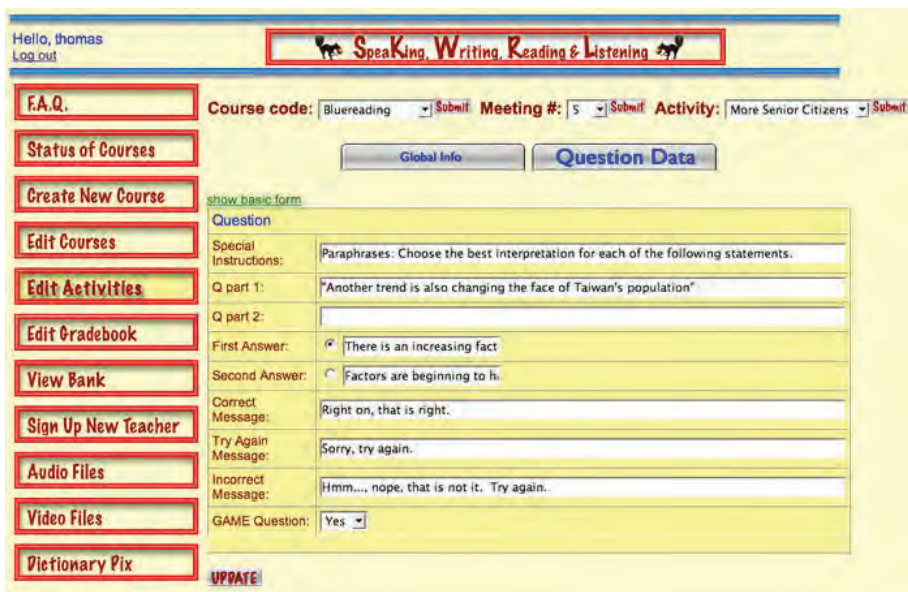 Hello, thomas
Log out
SpeaKing, Writing, Reading & Listening
F.A.Q.
Status of Courses
Create New Course
Edit Courses
Edit Activities
Edit Gradebook
View Bank
Sign Up New Teacher
Audio Files
Video Files
Dictionary Pix
Course code: Bluereading Submit Meeting #: 5 Submit Activity: More Senior Citizens Submit
Global Info Question Data
show basic form
Question
Special Instructions: Paraphrases: Choose the best interpretation for each of the following statements.
Q part 1: "Another trend is also changing the face of Taiwan's population"
Q part 2:
First Answer: There is an increasing fact
Second Answer: Factors are beginning to
Correct Message: Right on, that is right.
Try Again Message: Sorry, try again.
Incorrect Message: Hmm..., nope, that is not it. Try again.
GAME Question: Yes
UPDATE